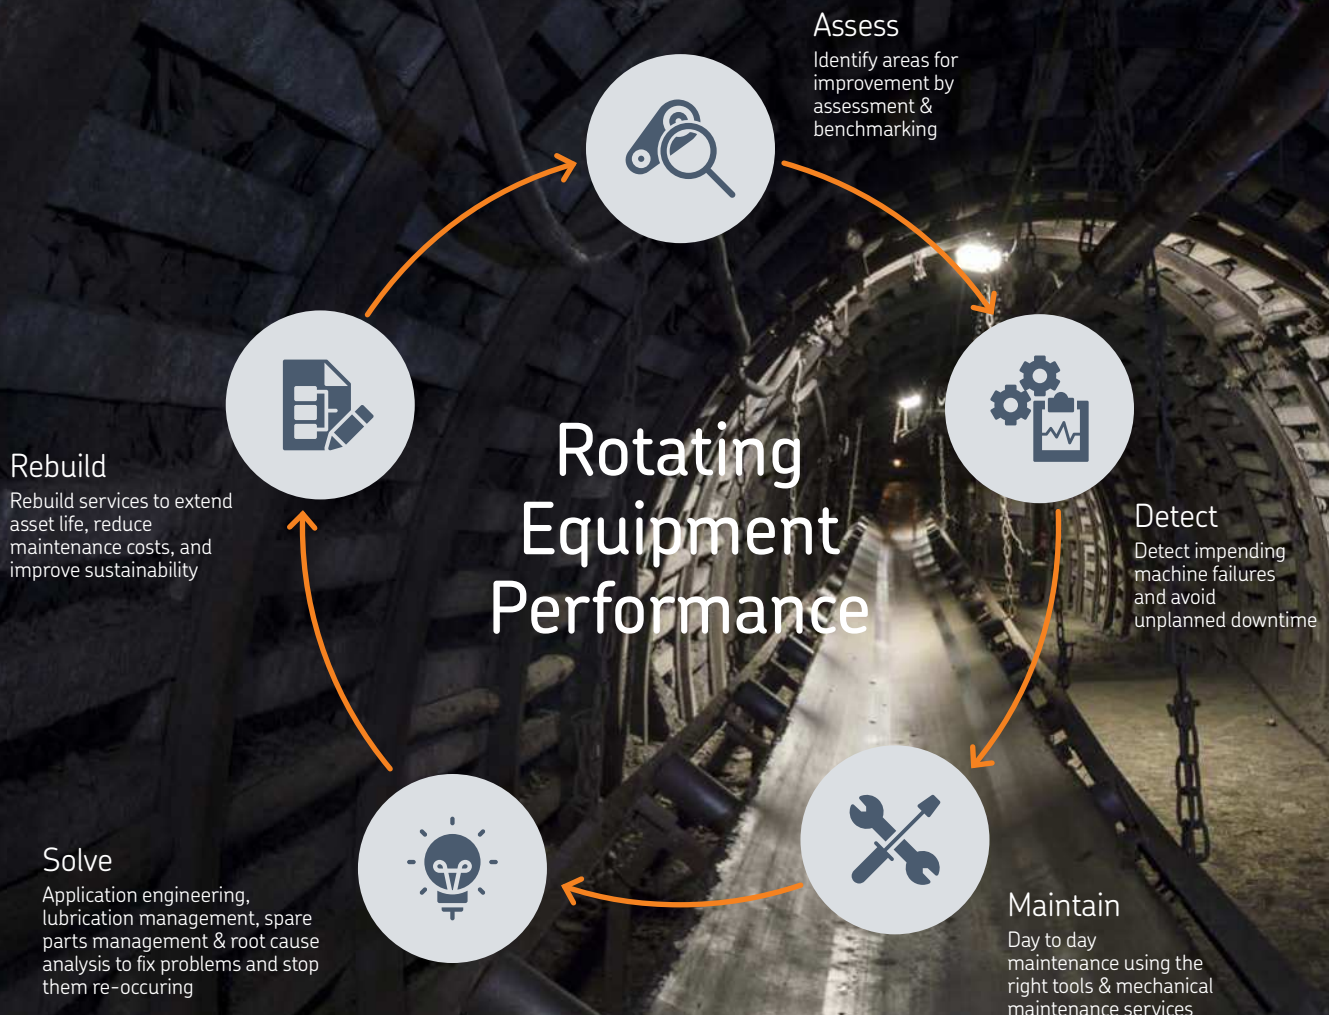 Assess
Identify areas for
improvement by
assessment &
benchmarking
Rotating
Equipment
Performance
Detect
Detect impending
machine failures
and avoid
unplanned downtime
Maintain
Day to day
maintenance using the
right tools & mechanical
maintenance services
Solve
Application engineering,
lubrication management, spare
parts management & root cause
analysis to fix problems and stop
them re-occuring
Rebuild
Rebuild services to extend
asset life, reduce
maintenance costs, and
improve sustainability